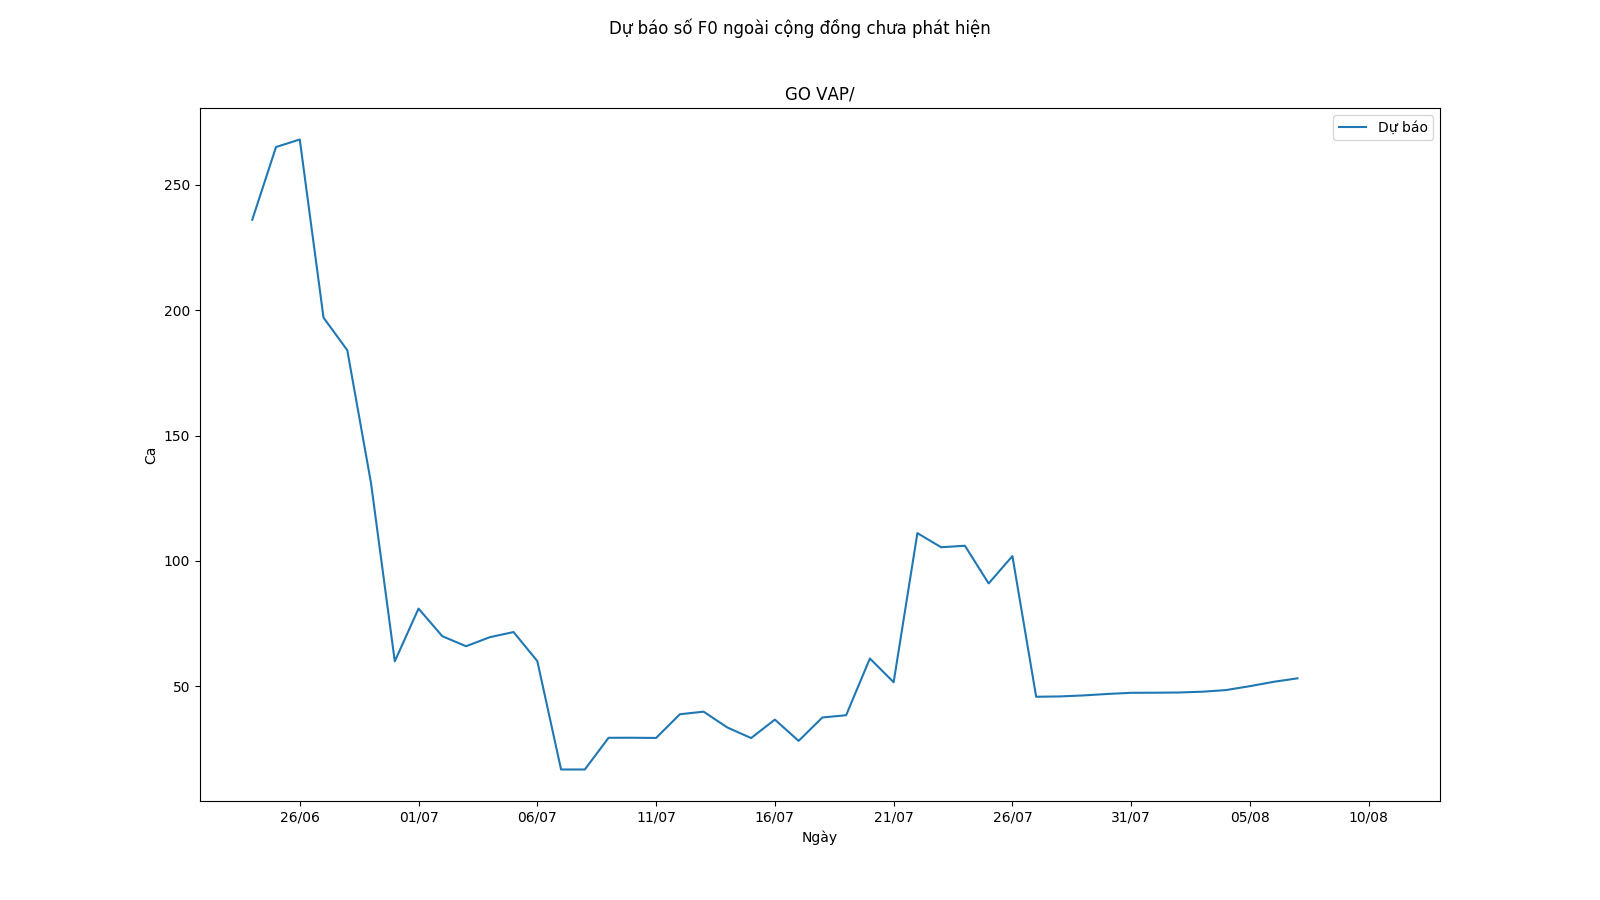 Dự báo số F0 ngoài cộng đồng chưa phát hiện
GO VAP/
Dự báo
250
200
150
100
50
Ca
26/06 01/07 06/07 11/07 16/07 21/07 26/07 31/07 05/08 10/08
Ngày